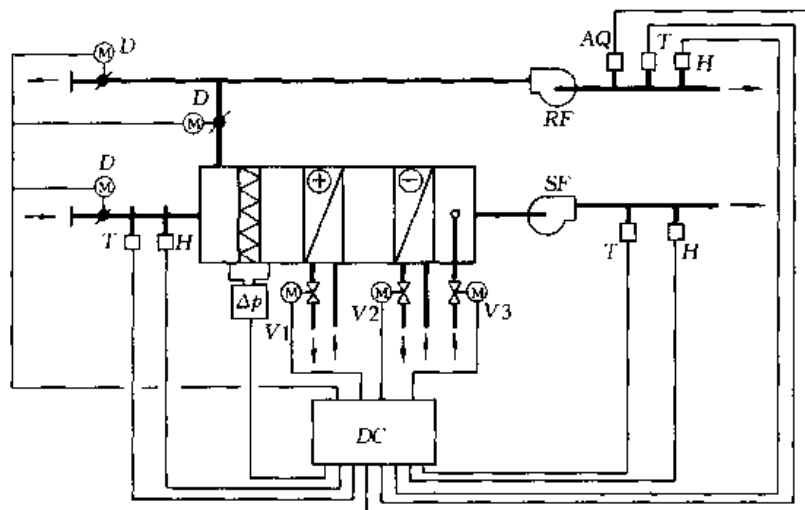 M D AQ T H
D RF
M
D SF
M + −
T H T H
Δp M M M
V1 V2 V3
DC